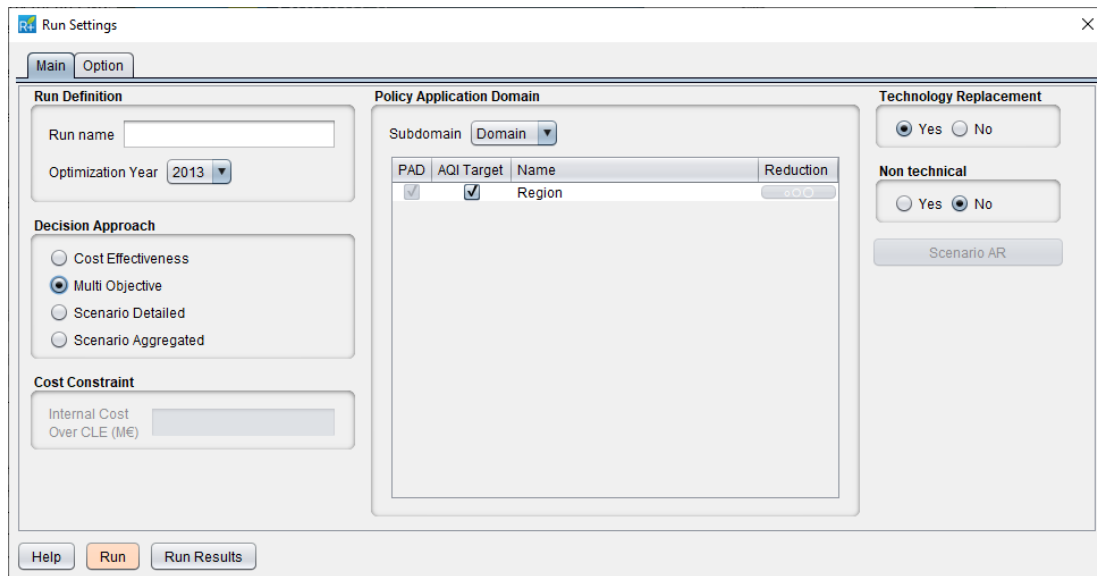 R+ Run Settings
Main Option
Run Definition
Run name
Optimization Year 2013
Decision Approach
Cost Effectiveness
Multi Objective
Scenario Detailed
Scenario Aggregated
Cost Constraint
Internal Cost
Over CLE (M€)
Policy Application Domain
Subdomain Domain
PAD AQI Target Name Reduction
Region
Technology Replacement
Yes No
Non technical
Yes No
Scenario AR
Help Run Run Results